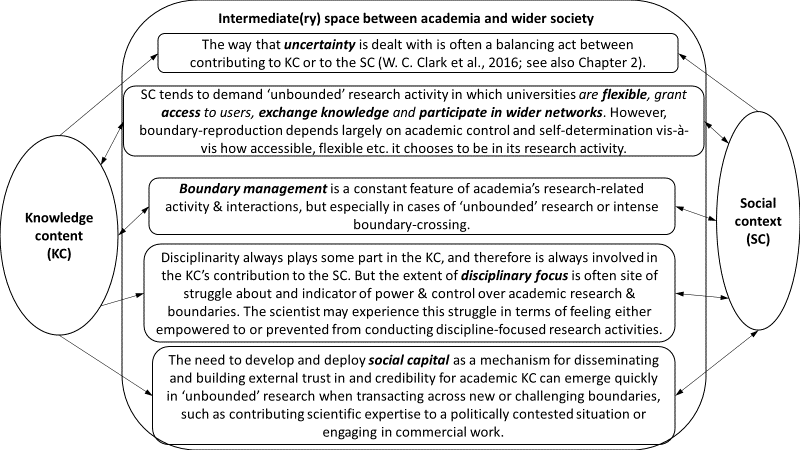 Intermediate(ry) space between academia and wider society
The way that uncertainty is dealt with is often a balancing act between
contributing to KC or to the SC (W. C. Clark et al., 2016; see also Chapter 2).
SC tends to demand ‘unbounded’ research activity in which universities are flexible, grant
access to users, exchange knowledge and participate in wider networks. However,
boundary-reproduction depends largely on academic control and self-determination vis-à-
vis how accessible, flexible etc. it chooses to be in its research activity.
Knowledge
content
(KC)
Boundary management is a constant feature of academia’s research-related
activity & interactions, but especially in cases of ‘unbounded’ research or intense
boundary-crossing.
Social
context
(SC)
Disciplinarity always plays some part in the KC, and therefore is always involved in
the KC’s contribution to the SC. But the extent of disciplinary focus is often site of
struggle about and indicator of power & control over academic research &
boundaries. The scientist may experience this struggle in terms of feeling either
empowered to or prevented from conducting discipline-focused research activities.
The need to develop and deploy social capital as a mechanism for disseminating
and building external trust in and credibility for academic KC can emerge quickly
in ‘unbounded’ research when transacting across new or challenging boundaries,
such as contributing scientific expertise to a politically contested situation or
engaging in commercial work.